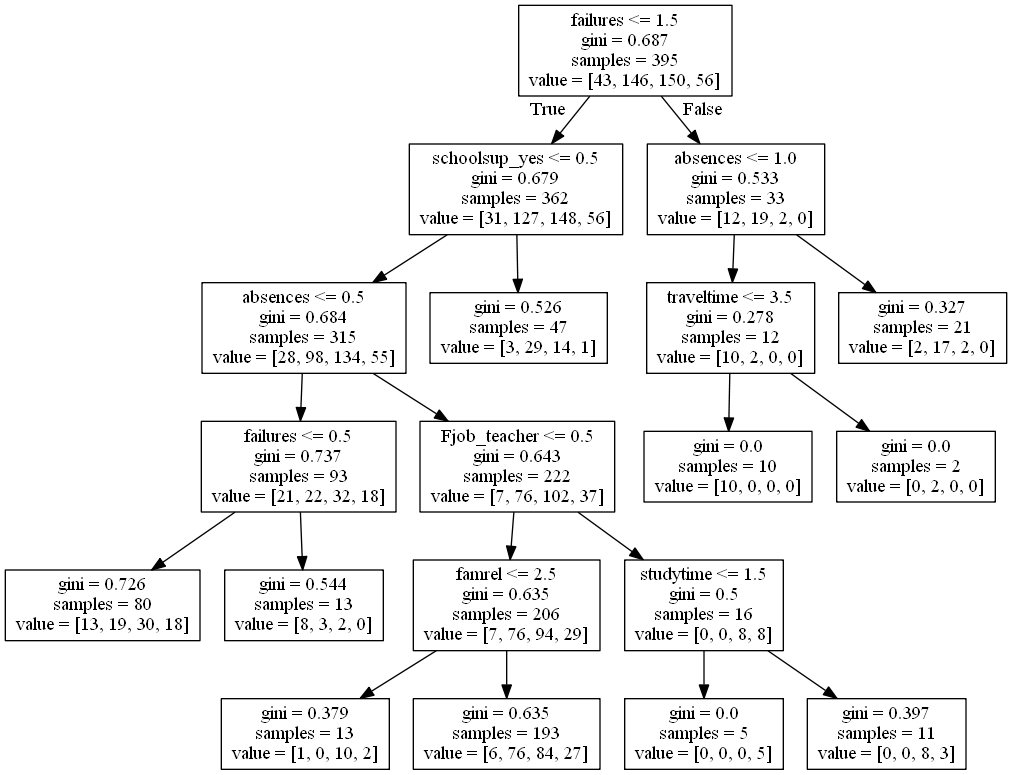 failures <= 1.5
gini = 0.687
samples = 395
value = [43, 146, 150, 56]
True
False
schoolsup_yes <= 0.5
gini = 0.679
samples = 362
value = [31, 127, 148, 56]
absences <= 1.0
gini = 0.533
samples = 33
value = [12, 19, 2, 0]
absences <= 0.5
gini = 0.684
samples = 315
value = [28, 98, 134, 55]
gini = 0.526
samples = 47
value = [3, 29, 14, 1]
traveltime <= 3.5
gini = 0.278
samples = 12
value = [10, 2, 0, 0]
gini = 0.327
samples = 21
value = [2, 17, 2, 0]
failures <= 0.5
gini = 0.737
samples = 93
value = [21, 22, 32, 18]
Fjob_teacher <= 0.5
gini = 0.643
samples = 222
value = [7, 76, 102, 37]
gini = 0.0
samples = 10
value = [10, 0, 0, 0]
gini = 0.0
samples = 2
value = [0, 2, 0, 0]
gini = 0.726
samples = 80
value = [13, 19, 30, 18]
gini = 0.544
samples = 13
value = [8, 3, 2, 0]
famrel <= 2.5
gini = 0.635
samples = 206
value = [7, 76, 94, 29]
studytime <= 1.5
gini = 0.5
samples = 16
value = [0, 0, 8, 8]
gini = 0.379
samples = 13
value = [1, 0, 10, 2]
gini = 0.635
samples = 193
value = [6, 76, 84, 27]
gini = 0.0
samples = 5
value = [0, 0, 0, 5]
gini = 0.397
samples = 11
value = [0, 0, 8, 3]